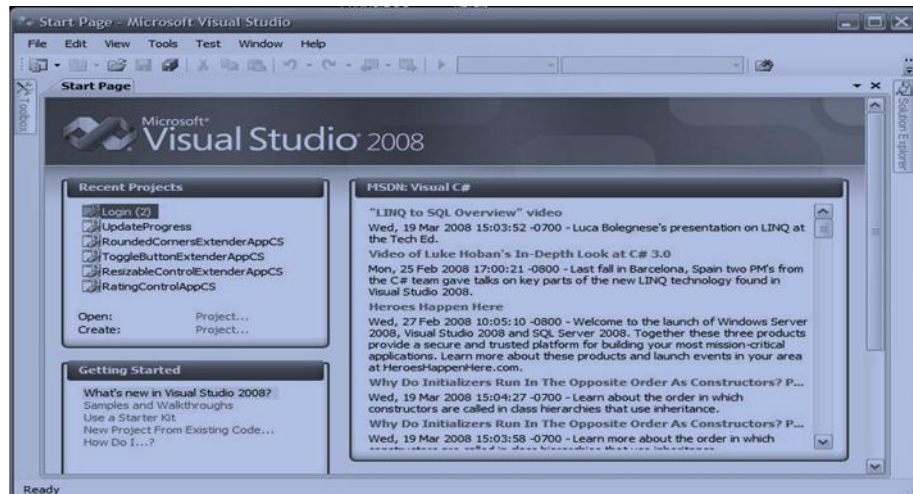 Start Page - Microsoft Visual Studio
File Edit View Tools Test Window Help
Toolbox
Start Page
Solution Explorer
Microsoft®
Visual Studio 2008
Recent Projects
Login (2)
UpdateProgress
RoundedCornersExtenderAppCS
ToggleButtonExtenderAppCS
ResizableControlExtenderAppCS
RatingControlAppCS
Open: Project...
Create: Project...
Getting Started
What's new in Visual Studio 2008?
Samples and Walkthroughs
Use a Starter Kit
New Project From Existing Code...
How Do I...?
MSDN: Visual C#
"LINQ to SQL Overview" video
Wed, 19 Mar 2008 15:03:52 -0700 - Luca Bolegnese's presentation on LINQ at
the Tech Ed.
Video of Luke Hoban's In-Depth Look at C# 3.0
Mon, 25 Feb 2008 17:00:21 -0800 - Last fall in Barcelona, Spain two PM's from
the C# team gave talks on key parts of the new LINQ technology found in
Visual Studio 2008.
Heroes Happen Here
Wed, 27 Feb 2008 10:05:10 -0800 - Welcome to the launch of Windows Server
2008, Visual Studio 2008 and SQL Server 2008. Together these three products
provide a secure and trusted platform for building your most mission-critical
applications. Learn more about these products and launch events in your area
at HeroesHappenHere.com.
Why Do Initializers Run In The Opposite Order As Constructors? P...
Wed, 19 Mar 2008 15:04:27 -0700 - Learn about the order in which
constructors are called in class hierarchies that use inheritance.
Why Do Initializers Run In The Opposite Order As Constructors? P...
Wed, 19 Mar 2008 15:03:58 -0700 - Learn more about the order in which
Ready